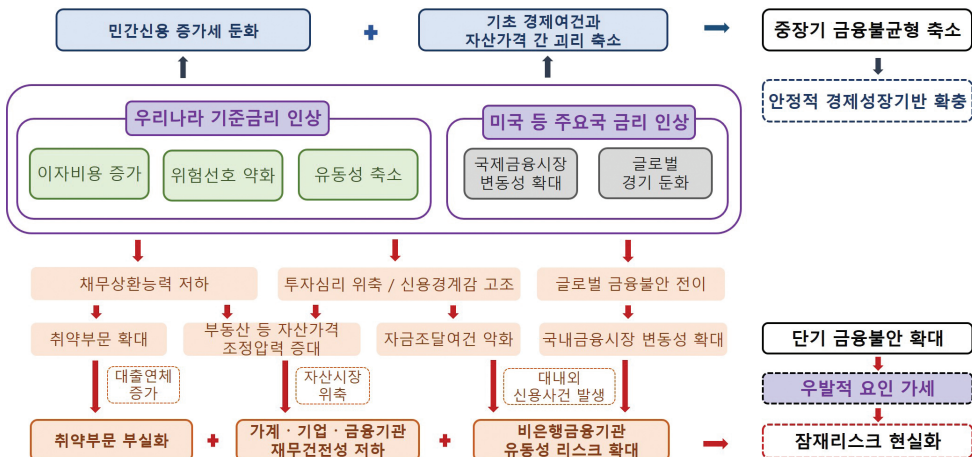 민간신용 증가세 둔화
+
기초 경제여건과
자산가격 간 괴리 축소
중장기 금융불균형 축소
안정적 경제성장기반 확충
우리나라 기준금리 인상
미국 등 주요국 금리 인상
이자비용 증가
위험선호 약화
유동성 축소
국제금융시장
변동성 확대
글로벌
경기 둔화
채무상환능력 저하
투자심리 위축 / 신용경계감 고조
글로벌 금융불안 전이
취약부문 확대
부동산 등 자산가격
조정압력 증대
자금조달여건 악화
국내금융시장 변동성 확대
단기 금융불안 확대
대출연체
증가
자산시장
위축
대내외
신용사건 발생
우발적 요인 가세
취약부문 부실화
+
가계 · 기업 · 금융기관
재무건전성 저하
+
비은행금융기관
유동성 리스크 확대
잠재리스크 현실화